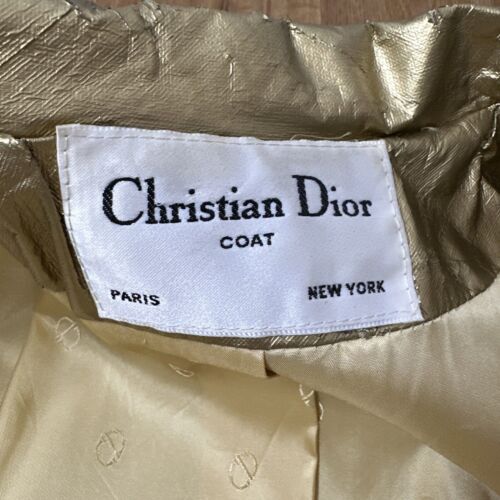 Christian Dior
COAT
PARIS NEW YORK